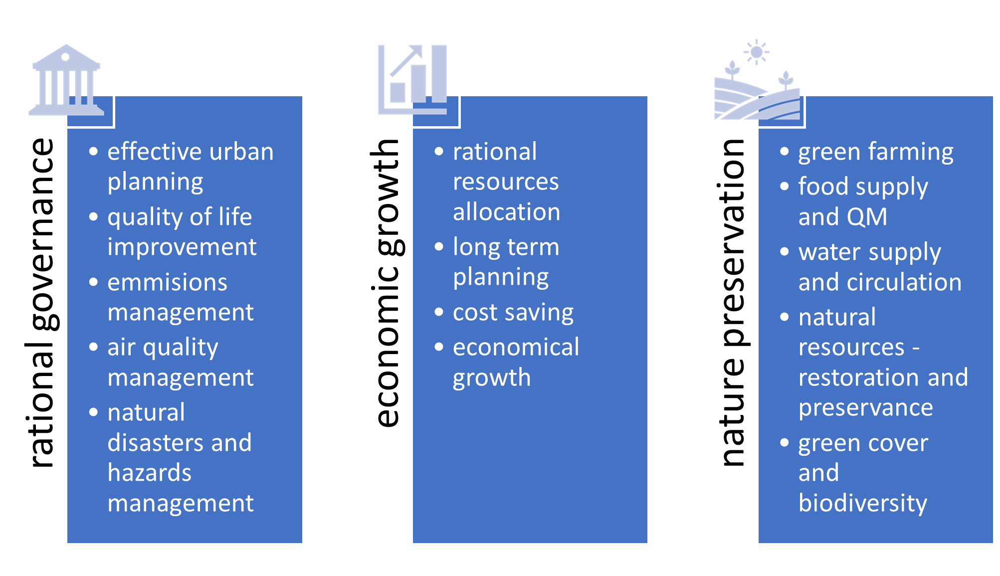 rational governance
• effective urban
planning
• quality of life
improvement
• emmisions
management
• air quality
management
• natural
disasters and
hazards
management
economic growth
• rational
resources
allocation
• long term
planning
• cost saving
• economical
growth
nature preservation
• green farming
• food supply
and QM
• water supply
and circulation
• natural
resources -
restoration and
preservance
• green cover
and
biodiversity